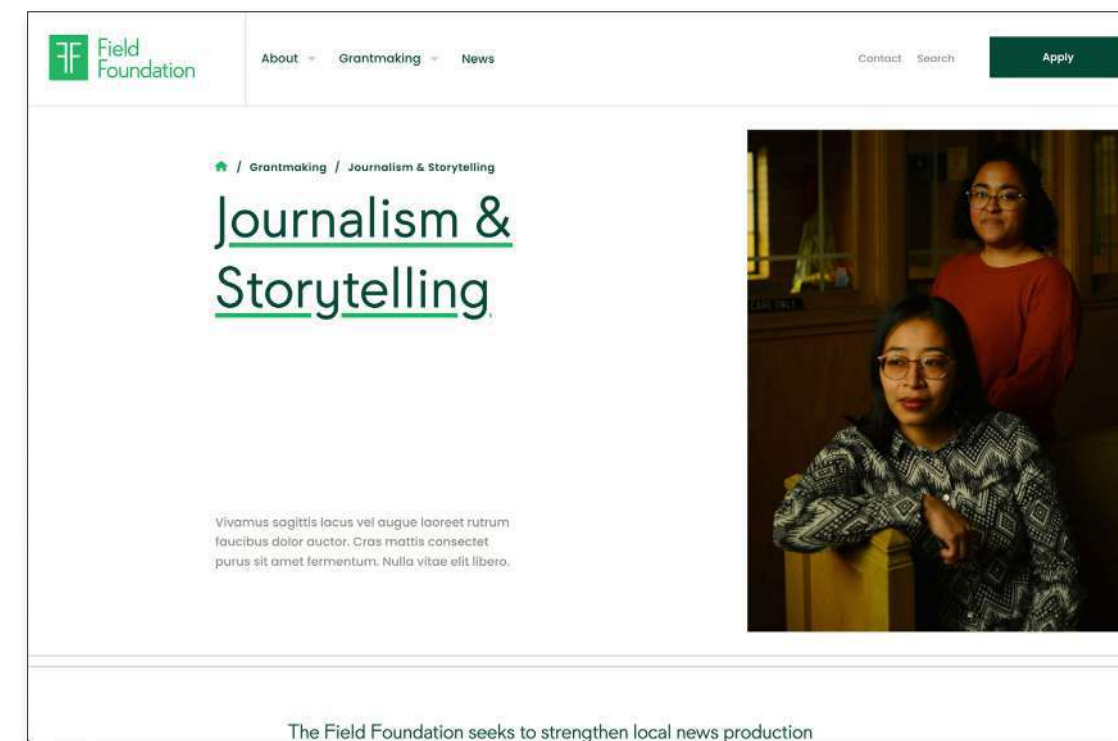 Field
Foundation
About
Grantmaking
News
Contact
Search
Apply
/ Grantmaking / Journalism & Storytelling
Journalism &
Storytelling
Vivamus sagittis lacus vel augue laoreet rutrum
faucibus dolor auctor. Cras mattis consectet
purus sit amet fermentum. Nulla vitae elit libero.
The Field Foundation seeks to strengthen local news production